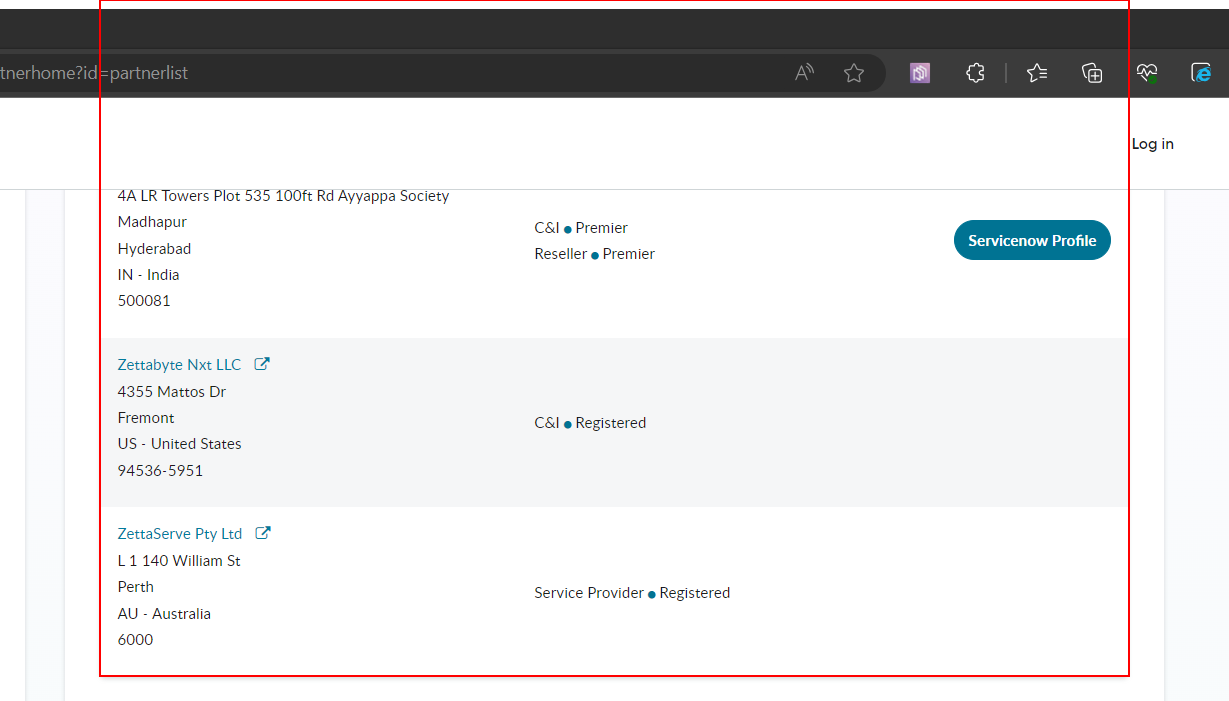 tnerhome?id=partnerlist
Log in
4A LR Towers Plot 535 100ft Rd Ayyappa Society
Madhapur
Hyderabad
IN - India
500081
C&I ● Premier
Reseller ● Premier
Servicenow Profile
Zettabyte Nxt LLC
4355 Mattos Dr
Fremont
US - United States
94536-5951
C&I ● Registered
ZettaServe Pty Ltd
L 1 140 William St
Perth
AU - Australia
6000
Service Provider ● Registered